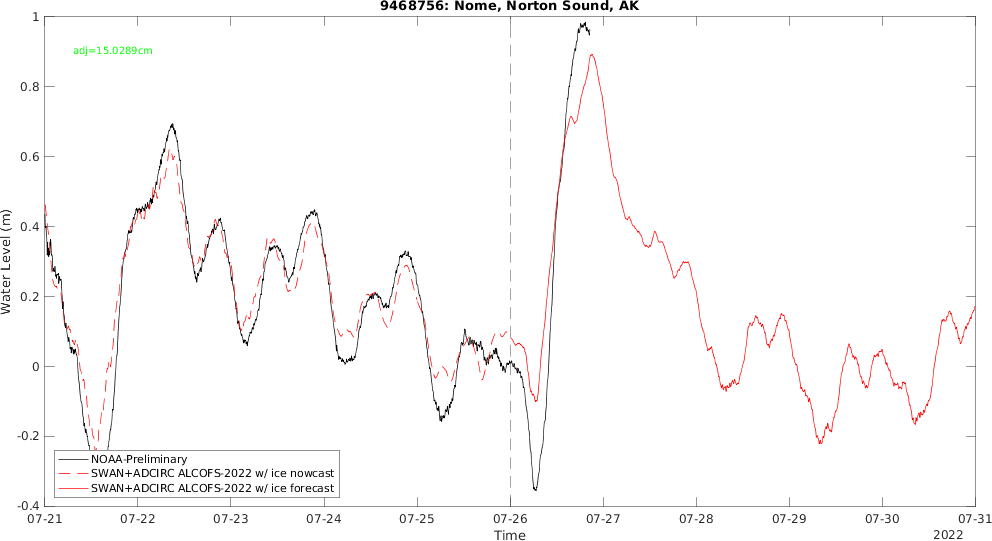 9468756: Nome, Norton Sound, AK
adj=15.0289cm
Water Level (m)
1
0.8
0.6
0.4
0.2
0
-0.2
-0.4
NOAA-Preliminary
SWAN+ADCIRC ALCOFS-2022 w/ ice nowcast
SWAN+ADCIRC ALCOFS-2022 w/ ice forecast
07-21 07-22 07-23 07-24 07-25 07-26 07-27 07-28 07-29 07-30 07-31
Time
2022